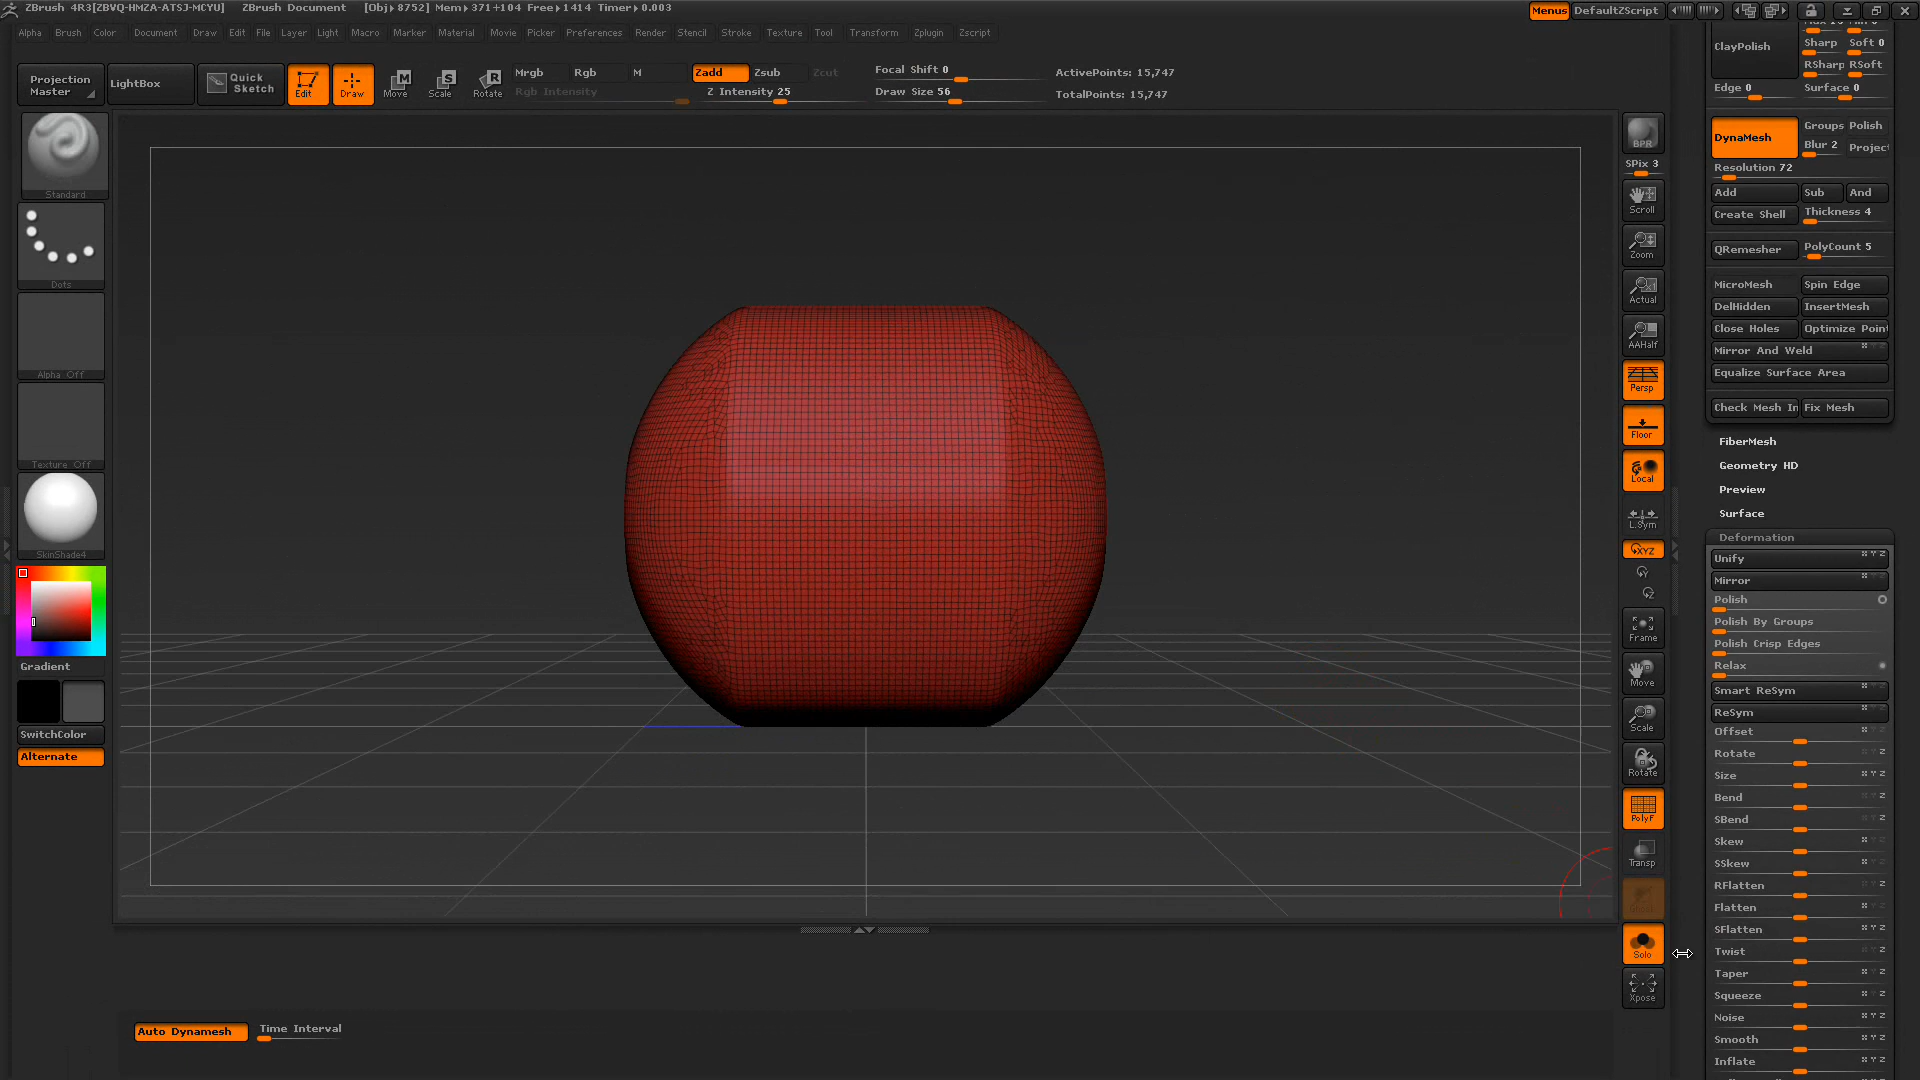 ZBrush 4R3[ZBVQ-HMZA-ATSJ-MCYU] ZBrush Document [Obj▸8752] Mem▸371+104 Free▸1414 Timer▸0.003 Menus DefaultZScript
Alpha Brush Color Document Draw Edit File Layer Light Macro Marker Material Movie Picker Preferences Render Stencil Stroke Texture Tool Transform Zplugin Zscript
Projection Master
LightBox
Quick Sketch
Edit
Draw
Move
Scale
Rotate
Mrgb Rgb M
Rgb Intensity
Zadd Zsub Zcut
Z Intensity 25
Focal Shift 0
Draw Size 56
ActivePoints: 15,747
TotalPoints: 15,747
Standard
Dots
Alpha Off
Texture Off
SkinShade4
Gradient
SwitchColor
Alternate
BPR
SPix 3
Scroll
Zoom
Actual
AAHalf
Persp
Floor
Local
L.Sym
XYZ
Frame
Move
Scale
Rotate
PolyF
Transp
Solo
Xpose
ClayPolish
Sharp Soft 0
RSharp RSoft
Edge 0 Surface 0
DynaMesh
Groups Polish
Blur 2 Projec
Resolution 72
Add Sub And
Create Shell Thickness 4
QRemesher PolyCount 5
MicroMesh Spin Edge
DelHidden InsertMesh
Close Holes Optimize Poin
Mirror And Weld
Equalize Surface Area
Check Mesh In Fix Mesh
FiberMesh
Geometry HD
Preview
Surface
Deformation
Unify
Mirror
Polish
Polish By Groups
Polish Crisp Edges
Relax
Smart ReSym
ReSym
Offset
Rotate
Size
Bend
SBend
Skew
SSkew
RFlatten
Flatten
SFlatten
Twist
Taper
Squeeze
Noise
Smooth
Inflate
Auto Dynamesh Time Interval